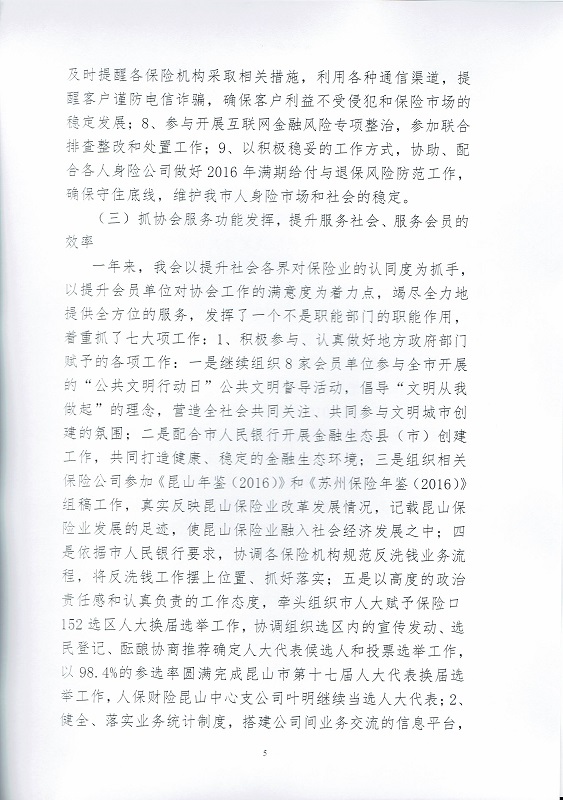 及时提醒各保险机构采取相关措施，利用各种通信渠道，提
醒客户谨防电信诈骗，确保客户利益不受侵犯和保险市场的
稳定发展；8、参与开展互联网金融风险专项整治，参加联合
排查整改和处置工作；9、以积极稳妥的工作方式，协助、配
合各人身险公司做好 2016 年满期给付与退保风险防范工作，
确保守住底线，维护我市人身险市场和社会的稳定。
（三）抓协会服务功能发挥，提升服务社会、服务会员的
效率
一年来，我会以提升社会各界对保险业的认同度为抓手，
以提升会员单位对协会工作的满意度为着力点，竭尽全力地
提供全方位的服务，发挥了一个不是职能部门的职能作用，
着重抓了七大项工作：1、积极参与、认真做好地方政府部门
赋予的各项工作：一是继续组织 8 家会员单位参与全市开展
的“公共文明行动日”公共文明督导活动，倡导“文明从我
做起”的理念，营造全社会共同关注、共同参与文明城市创
建的氛围；二是配合市人民银行开展金融生态县（市）创建
工作，共同打造健康、稳定的金融生态环境；三是组织相关
保险公司参加《昆山年鉴（2016）》和《苏州保险年鉴（2016）》
组稿工作，真实反映昆山保险业改革发展情况，记载昆山保
险业发展的足迹，使昆山保险业融入社会经济发展之中；四
是依据市人民银行要求，协调各保险机构规范反洗钱业务流
程，将反洗钱工作摆上位置、抓好落实；五是以高度的政治
责任感和认真负责的工作态度，牵头组织市人大赋予保险口
152 选区人大换届选举工作，协调组织选区内的宣传发动、选
民登记、酝酿协商推荐确定人大代表候选人和投票选举工作，
以 98.4%的参选率圆满完成昆山市第十七届人大代表换届选
举工作，人保财险昆山中心支公司叶明继续当选人大代表；2、
健全、落实业务统计制度，搭建公司间业务交流的信息平台，
5